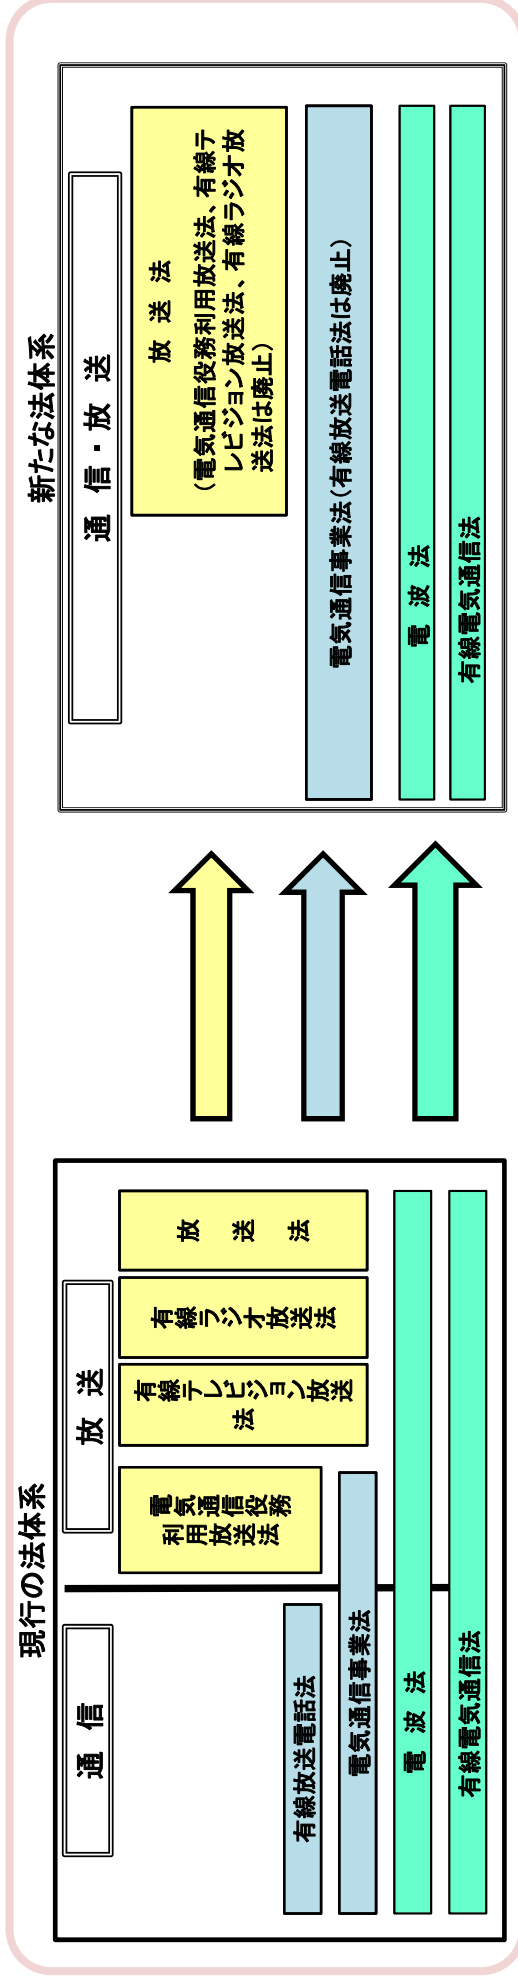 現行の法体系
通信
放送
電気通信役務
利用放送法
有線テレビジョン放送
法
有線ラジオ放送法
放送法
有線放送電話法
電気通信事業法
電波法
有線電気通信法
新たな法体系
通信・放送
放送法
（電気通信役務利用放送法、有線テ
レビジョン放送法、有線ラジオ放
送法は廃止）
電気通信事業法（有線放送電話法は廃止）
電波法
有線電気通信法